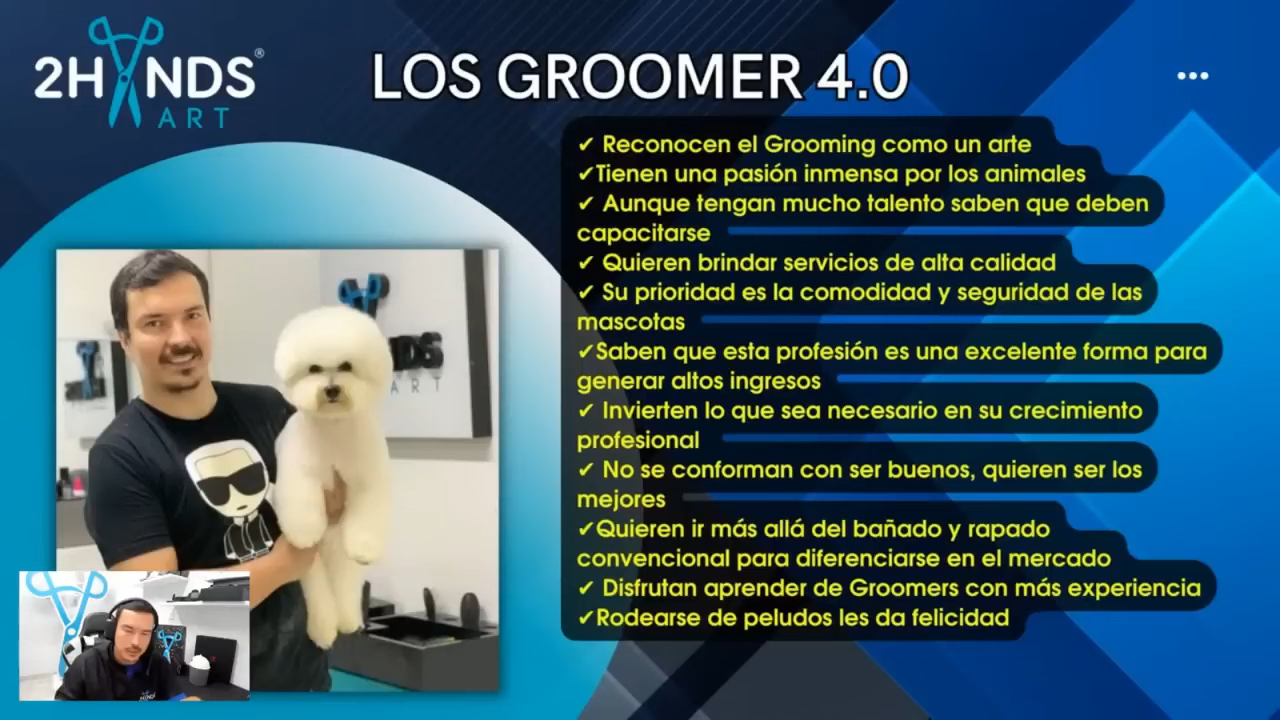 2HANDS®
ART
LOS GROOMER 4.0
✔ Reconocen el Grooming como un arte
✔Tienen una pasión inmensa por los animales
✔ Aunque tengan mucho talento saben que deben
capacitarse
✔ Quieren brindar servicios de alta calidad
✔ Su prioridad es la comodidad y seguridad de las
mascotas
✔Saben que esta profesión es una excelente forma para
generar altos ingresos
✔ Invierten lo que sea necesario en su crecimiento
profesional
✔ No se conforman con ser buenos, quieren ser los
mejores
✔Quieren ir más allá del bañado y rapado
convencional para diferenciarse en el mercado
✔ Disfrutan aprender de Groomers con más experiencia
✔Rodearse de peludos les da felicidad